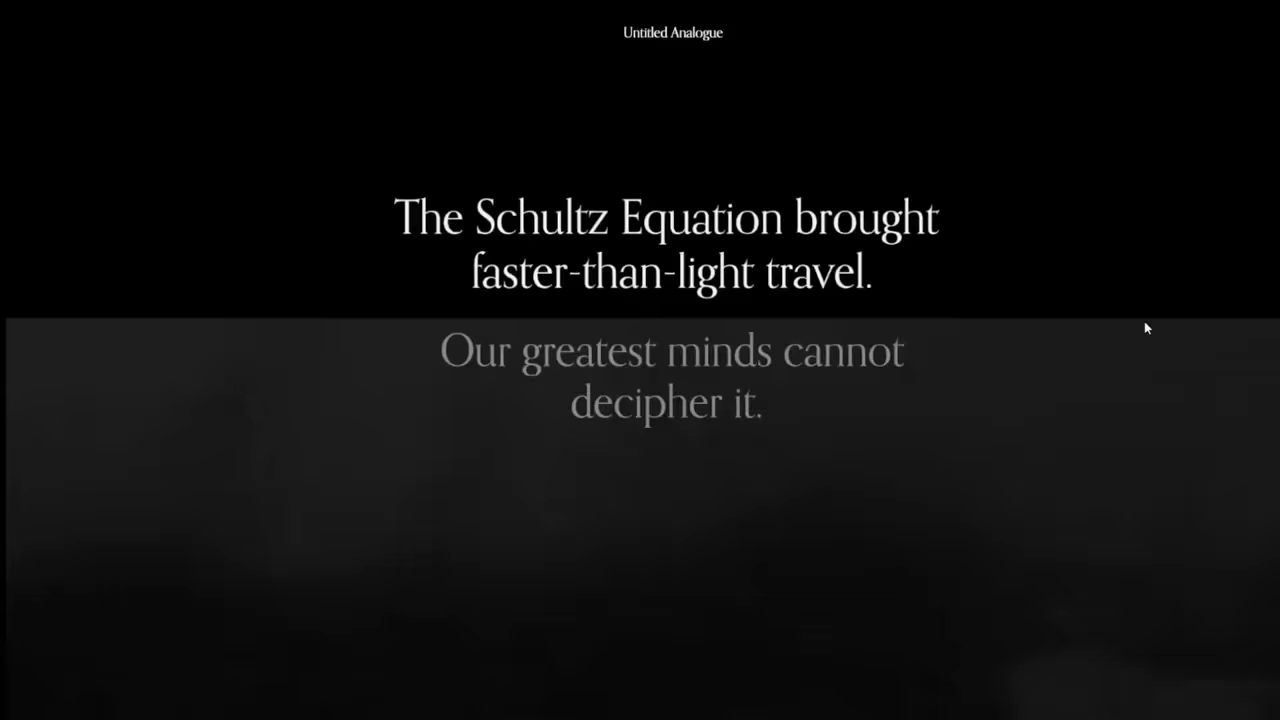 Untitled Analogue
The Schultz Equation brought
faster-than-light travel.
Our greatest minds cannot
decipher it.